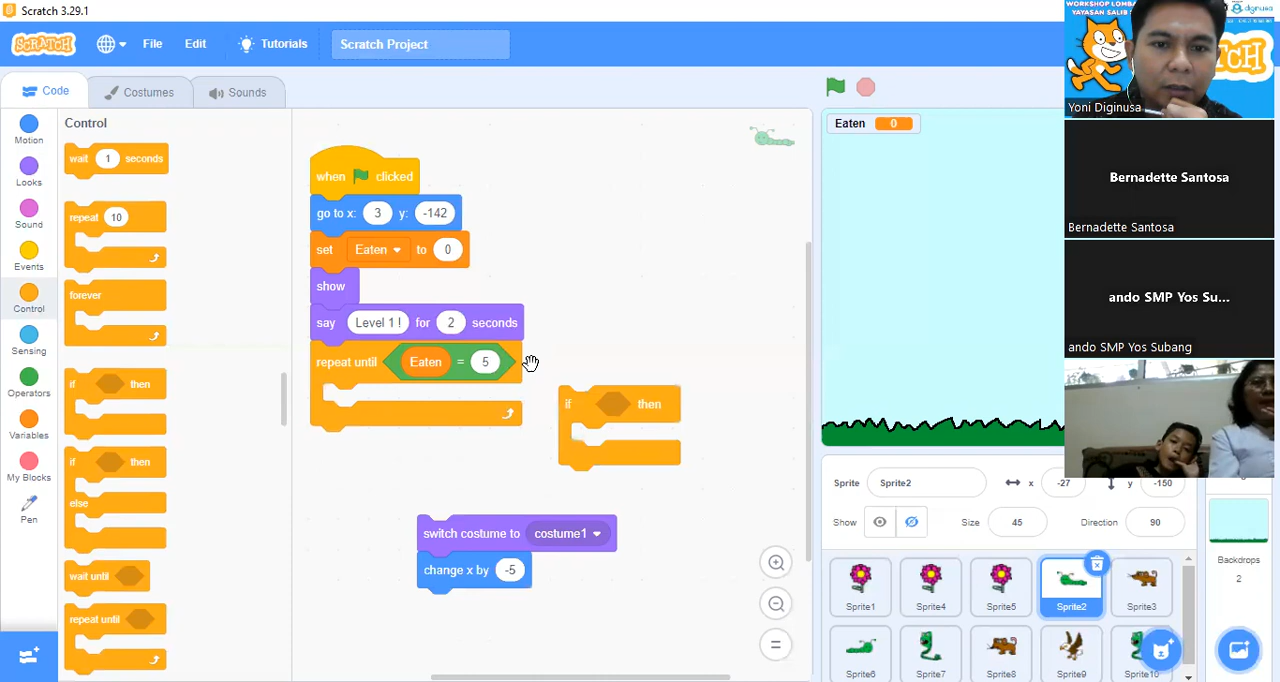 Scratch 3.29.1
SCRATCH
File
Edit
Tutorials
Scratch Project
Code
Costumes
Sounds
Motion
Looks
Sound
Events
Control
Sensing
Operators
Variables
My Blocks
Pen
Control
wait 1 seconds
repeat 10
forever
if then
if then
else
wait until
repeat until
when clicked
go to x: 3 y: -142
set Eaten to 0
show
say Level 1 ! for 2 seconds
repeat until Eaten = 5
if then
switch costume to costume1
change x by -5
Eaten 0
Sprite Sprite2 x -27 y -150
Show Size 45 Direction 90
Sprite1
Sprite4
Sprite5
Sprite2
Sprite3
Sprite6
Sprite7
Sprite8
Sprite9
Sprite10
Backdrops
2
WORKSHOP LOMBA
YAYASAN SALIB
diginusa
Yoni Diginusa
Bernadette Santosa
Bernadette Santosa
ando SMP Yos Su...
ando SMP Yos Subang